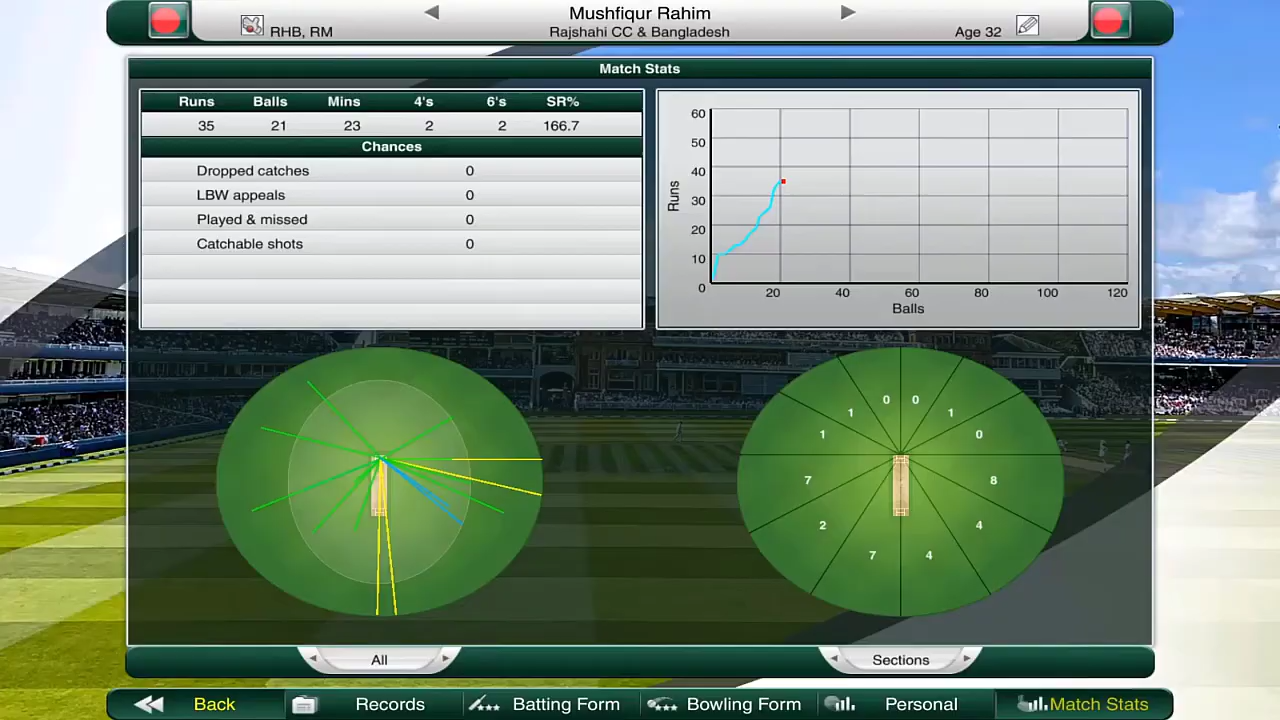 Mushfiqur Rahim
RHB, RM
Rajshahi CC & Bangladesh
Age 32
Match Stats
Runs Balls Mins 4's 6's SR%
35 21 23 2 2 166.7
Chances
Dropped catches 0
LBW appeals 0
Played & missed 0
Catchable shots 0
60
50
40
30
20
10
0
Runs
20 40 60 80 100 120
Balls
0 0
1 1
1 0
7 8
2 4
7 4
All
Sections
Back Records Batting Form Bowling Form Personal Match Stats